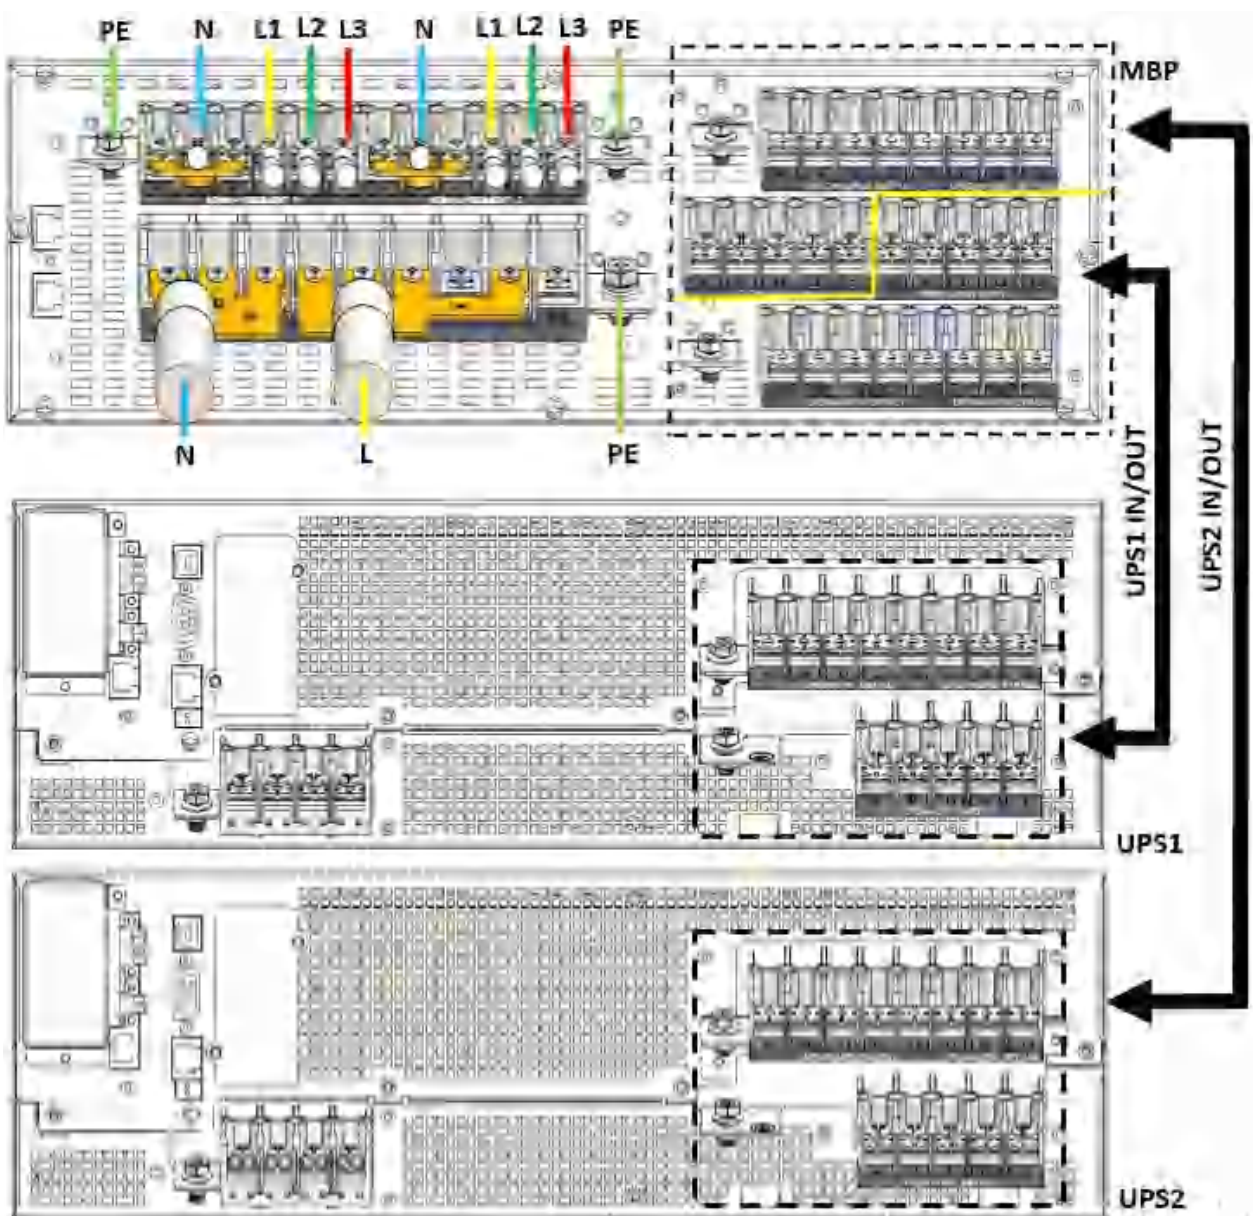 PE N L1 L2 L3 N L1 L2 L3 PE
MBP
N L PE
UPS1 IN/OUT
UPS2 IN/OUT
UPS1
UPS2